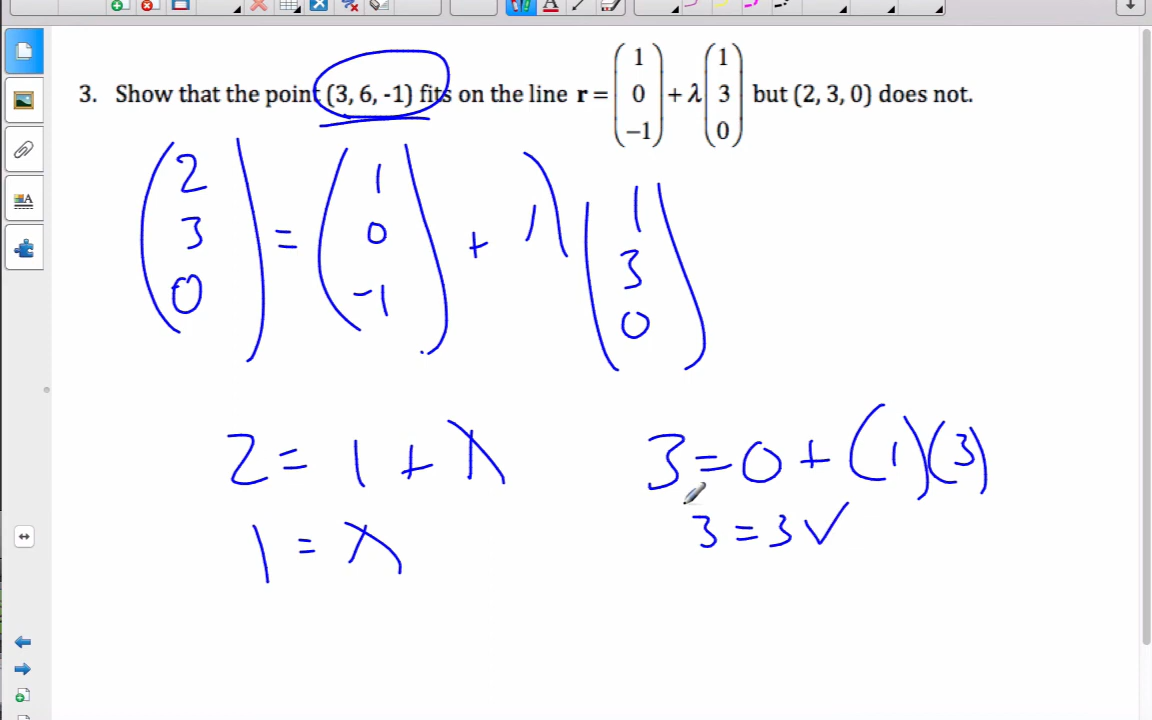 3. Show that the point (3, 6, -1) fits on the line r = (1 0 −1) + λ (1 3 0) but (2, 3, 0) does not.
(2 3 0) = (1 0 -1) + λ (1 3 0)
2 = 1 + λ
3 = 0 + (1)(3)
1 = λ
3 = 3 ✓